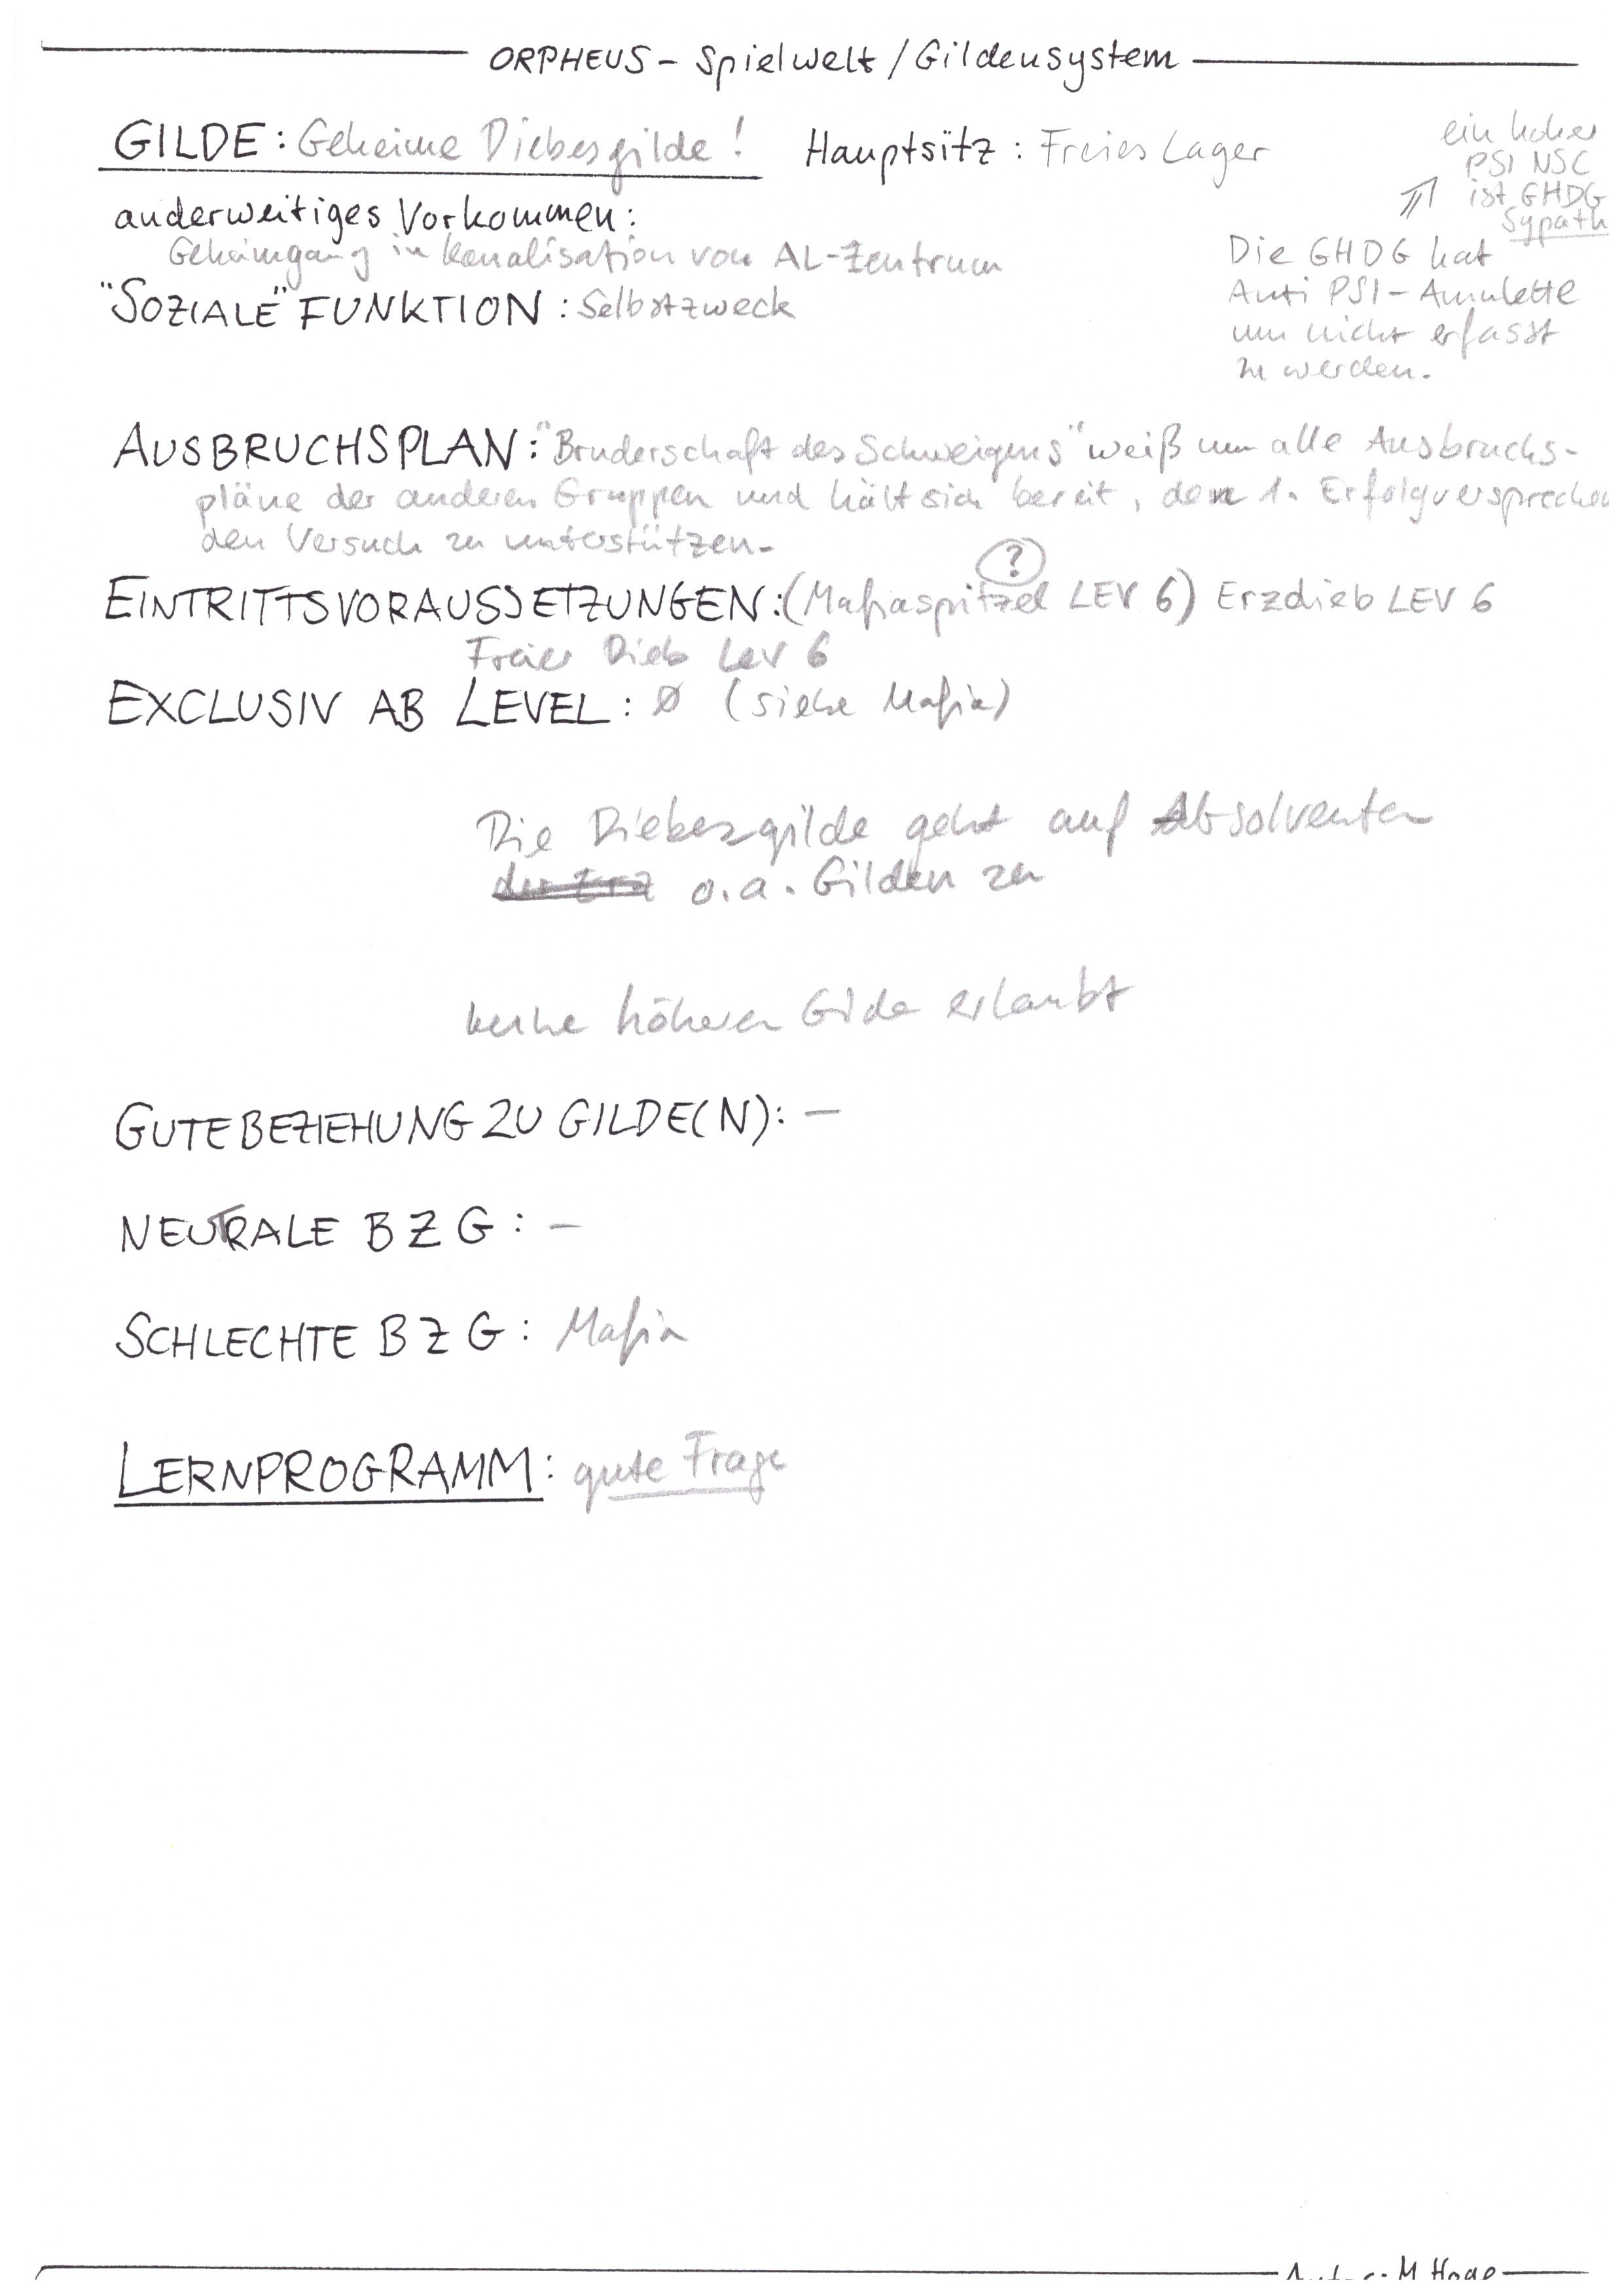 ORPHEUS - Spielwelt / Gildensystem
GILDE: Geheime Diebesgilde! Hauptsitz: Freies Lager
ein hoher
PSI NSC
ist GHDG
Sypath
anderweitiges Vorkommen:
Geheimgang in Kanalisation von AL-Zentrum
Die GHDG hat
Anti PSI-Amulette
um nicht erfasst
zu werden.
"SOZIALE" FUNKTION: Selbstzweck
AUSBRUCHSPLAN: "Bruderschaft des Schweigens" weiß um alle Ausbruchs-
pläne der anderen Gruppen und hält sich bereit, dem 1. Erfolgversprechen
den Versuch zu unterstützen.
?
EINTRITTSVORAUSSETZUNGEN: (Mafiaspitzel LEV 6) Erzdieb LEV 6
Freier Dieb Lev 6
EXCLUSIV AB LEVEL: Ø (siehe Mafia)
Die Diebesgilde geht auf Absolventen
der Erz o.a. Gilden zu
keine höheren Gilde erlaubt
GUTE BEZIEHUNG ZU GILDE(N): -
NEUTRALE BZG: -
SCHLECHTE BZG: Mafia
LERNPROGRAMM: gute Frage